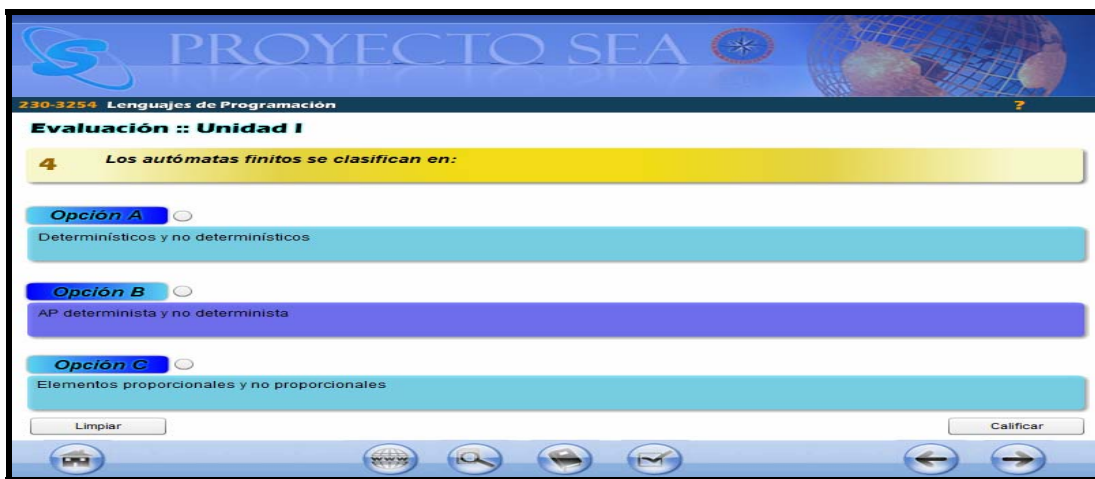 PROYECTO SEA
230-3254 Lenguajes de Programación
?
Evaluación :: Unidad I
4 Los autómatas finitos se clasifican en:
Opción A
Determinísticos y no determinísticos
Opción B
AP determinista y no determinista
Opción C
Elementos proporcionales y no proporcionales
Limpiar Calificar
www